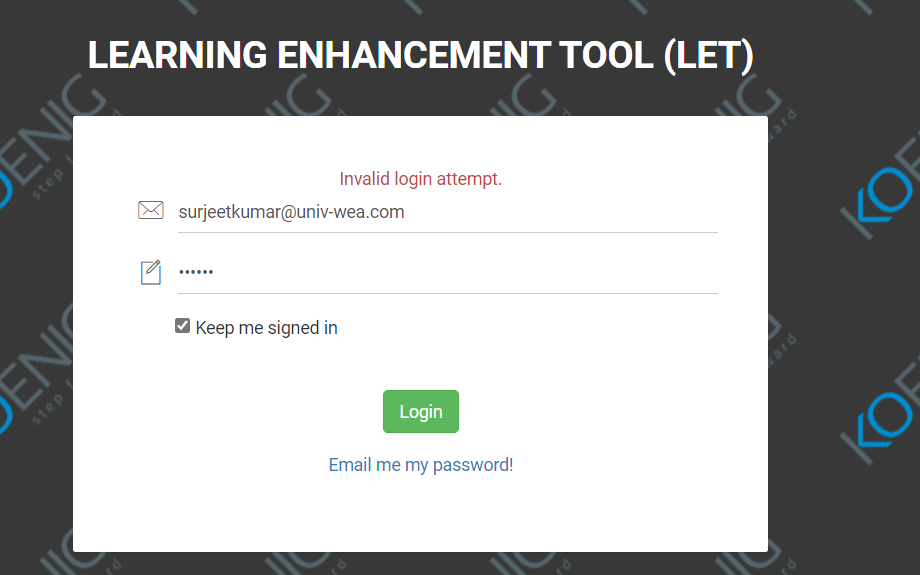 LEARNING ENHANCEMENT TOOL (LET)
Invalid login attempt.
surjeetkumar@univ-wea.com
••••••
Keep me signed in
Login
Email me my password!